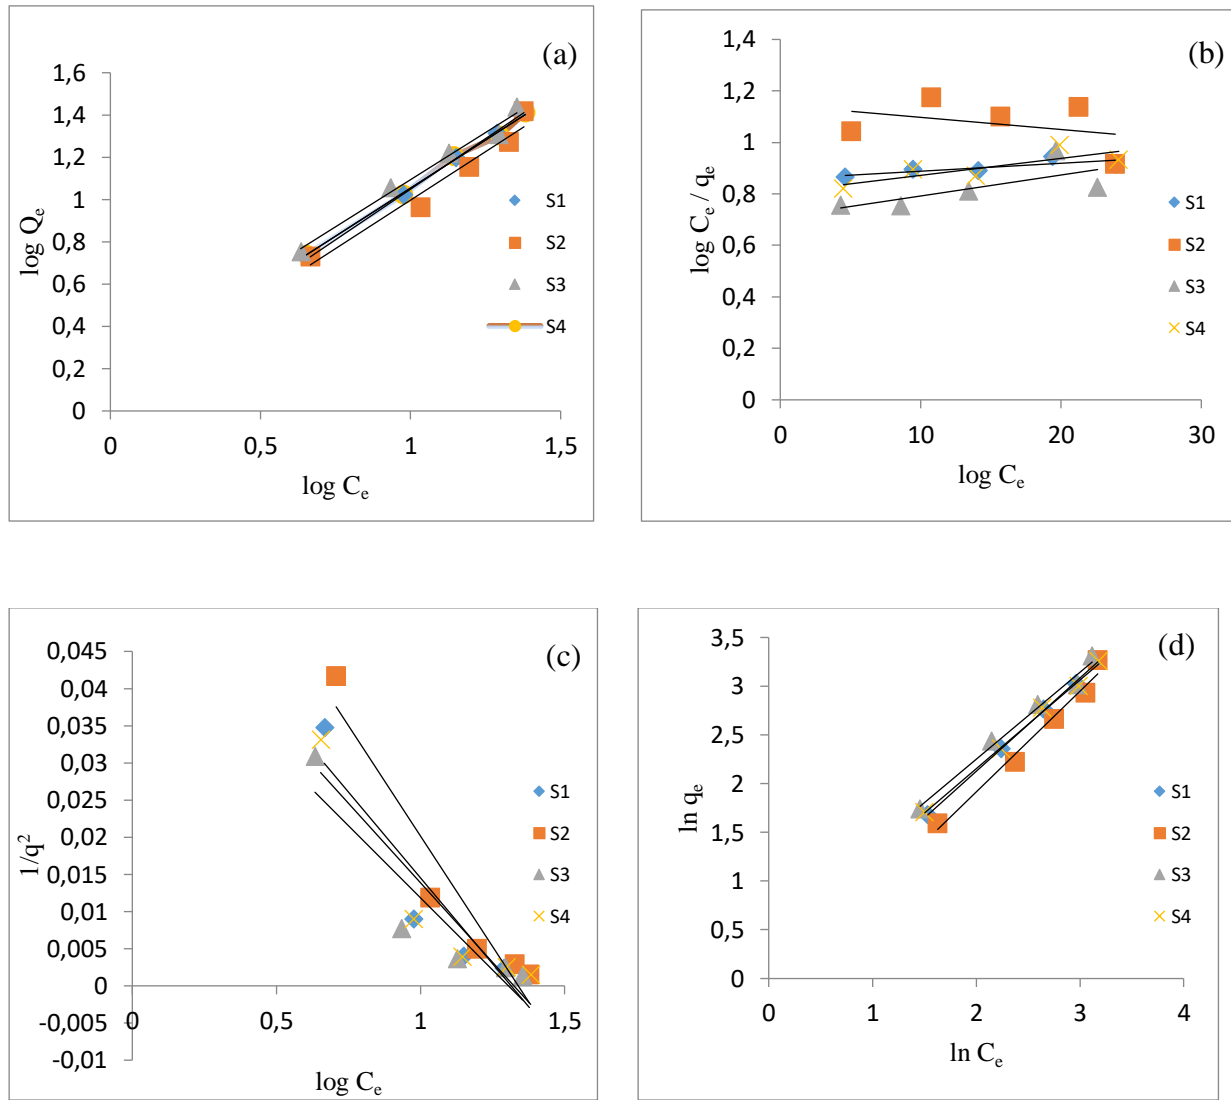 (a)
1,6
1,4
1,2
1
0,8
0,6
0,4
0,2
0
0
0,5
1
1,5
log Qe
log Ce
S1
S2
S3
S4
(b)
1,4
1,2
1
0,8
0,6
0,4
0,2
0
0
10
20
30
log Ce / qe
log Ce
S1
S2
S3
S4
(c)
0,045
0,04
0,035
0,03
0,025
0,02
0,015
0,01
0,005
0
-0,005
-0,01
0
0,5
1
1,5
1/q²
log Ce
S1
S2
S3
S4
(d)
3,5
3
2,5
2
1,5
1
0,5
0
0
1
2
3
4
ln qe
ln Ce
S1
S2
S3
S4